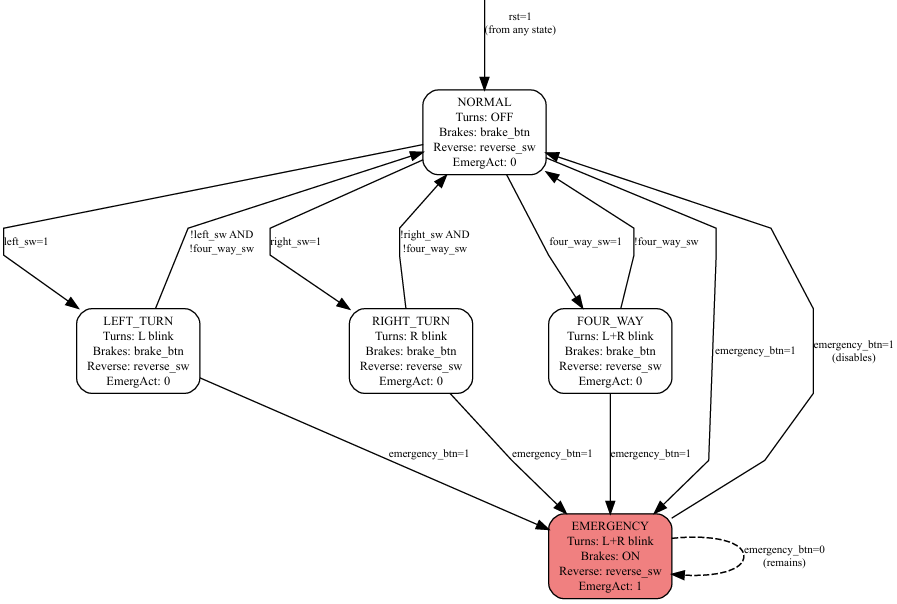 rst=1
(from any state)
NORMAL
Turns: OFF
Brakes: brake_btn
Reverse: reverse_sw
EmergAct: 0
left_sw=1
!left_sw AND
!four_way_sw
right_sw=1
!right_sw AND
!four_way_sw
four_way_sw=1
!four_way_sw
emergency_btn=1
emergency_btn=1
(disables)
LEFT_TURN
Turns: L blink
Brakes: brake_btn
Reverse: reverse_sw
EmergAct: 0
RIGHT_TURN
Turns: R blink
Brakes: brake_btn
Reverse: reverse_sw
EmergAct: 0
FOUR_WAY
Turns: L+R blink
Brakes: brake_btn
Reverse: reverse_sw
EmergAct: 0
emergency_btn=1
emergency_btn=1
emergency_btn=1
EMERGENCY
Turns: L+R blink
Brakes: ON
Reverse: reverse_sw
EmergAct: 1
emergency_btn=0
(remains)